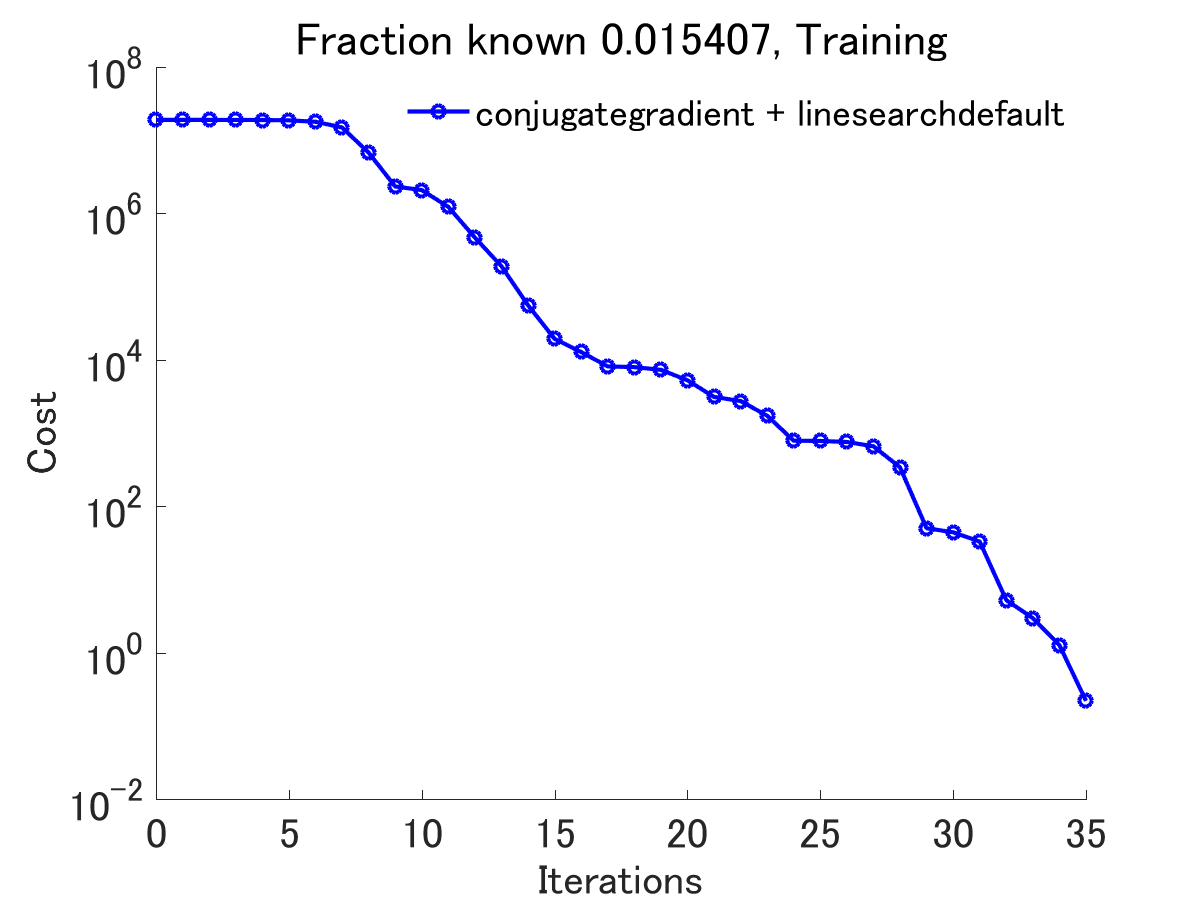 Fraction known 0.015407, Training
conjugategradient + linesearchdefault
10^8
10^6
10^4
10^2
10^0
10^-2
Cost
0 5 10 15 20 25 30 35
Iterations